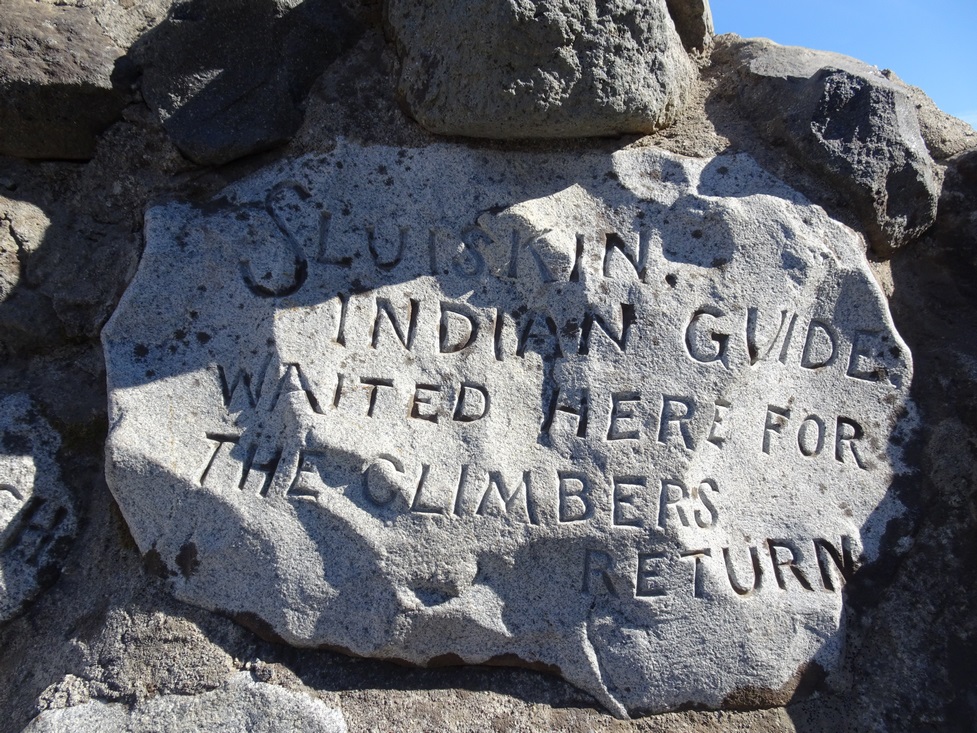 SLUISKIN.
INDIAN GUIDE.
WAITED HERE FOR
THE CLIMBERS
RETURN